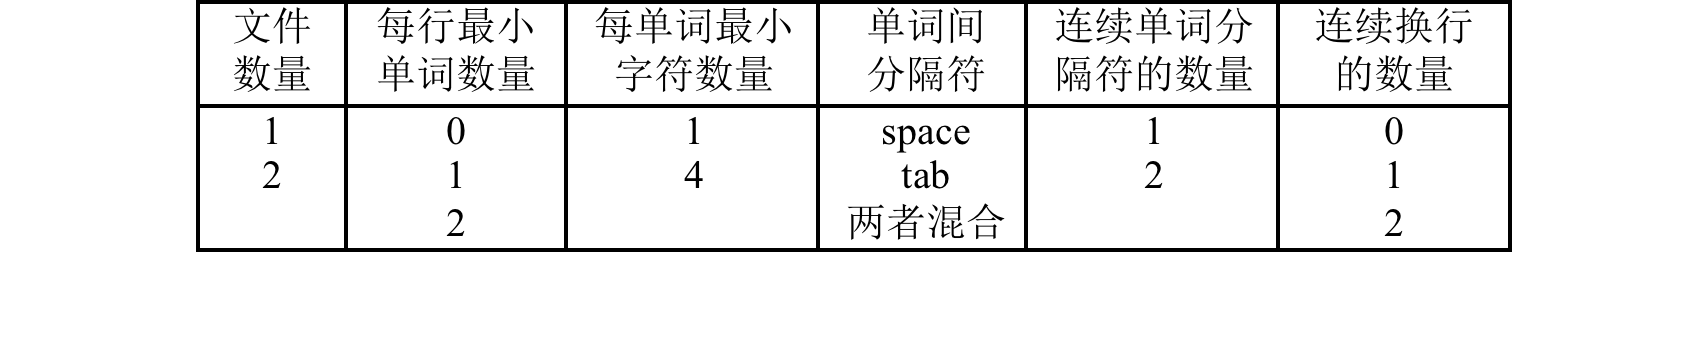 文件 每行最小 每单词最小 单词间 连续单词分 连续换行
数量 单词数量 字符数量 分隔符 隔符的数量 的数量
1 0 1 space 1 0
2 1 4 tab 2 1
2 两者混合 2